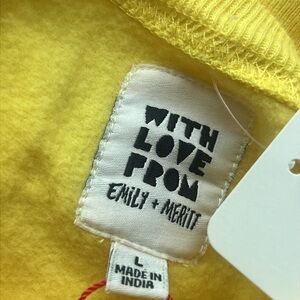 WITH
LOVE
FROM
EMILY + MERITT
L
MADE IN
INDIA